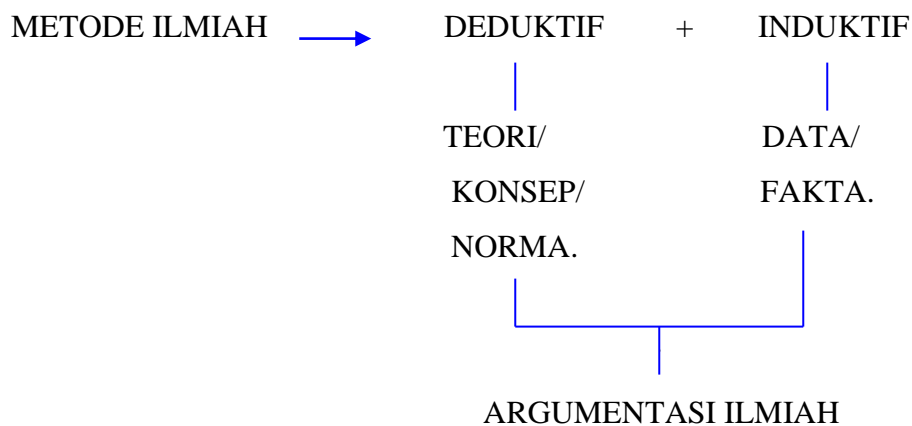 METODE ILMIAH DEDUKTIF + INDUKTIF
TEORI/ DATA/
KONSEP/ FAKTA.
NORMA.
ARGUMENTASI ILMIAH